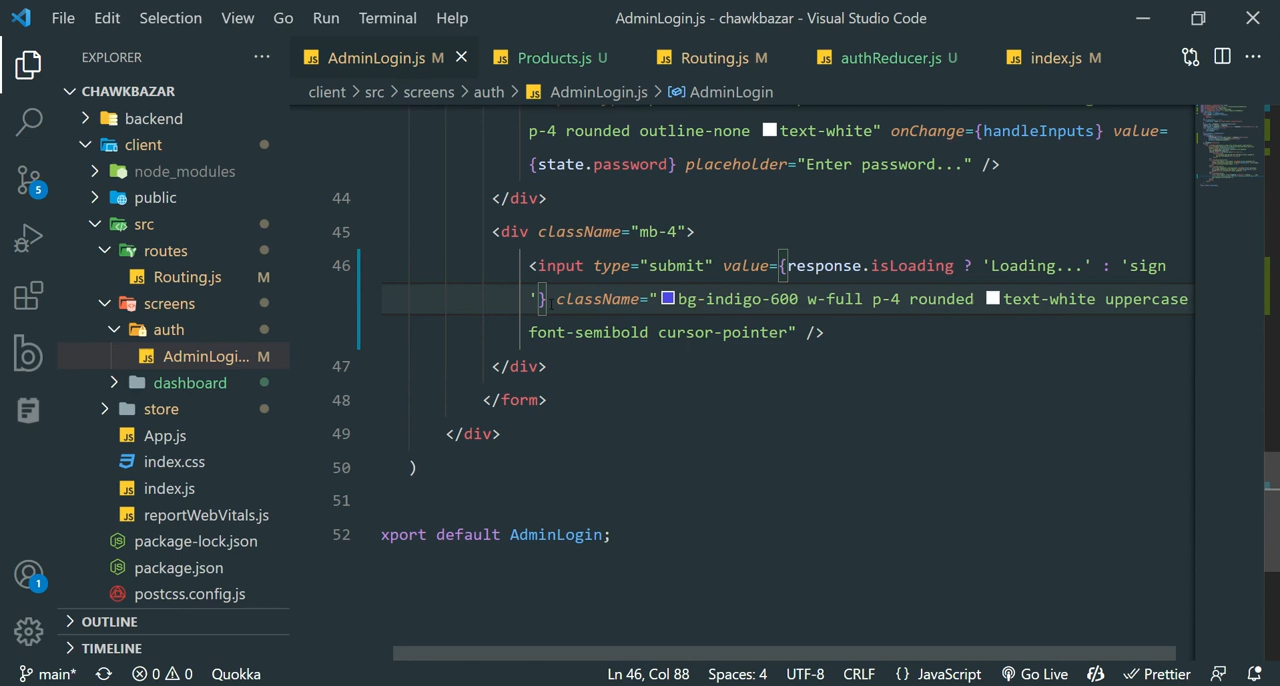 File Edit Selection View Go Run Terminal Help AdminLogin.js - chawkbazar - Visual Studio Code
EXPLORER ...
CHAWKBAZAR
backend
client
node_modules
public
src
routes
Routing.js M
screens
auth
AdminLogi... M
dashboard
store
App.js
index.css
index.js
reportWebVitals.js
package-lock.json
package.json
postcss.config.js
OUTLINE
TIMELINE
5
1
AdminLogin.js M Products.js U Routing.js M authReducer.js U index.js M
client > src > screens > auth > AdminLogin.js > AdminLogin
p-4 rounded outline-none text-white" onChange={handleInputs} value=
{state.password} placeholder="Enter password..." />
44 </div>
45 <div className="mb-4">
46 <input type="submit" value={response.isLoading ? 'Loading...' : 'sign
'} className="bg-indigo-600 w-full p-4 rounded text-white uppercase
font-semibold cursor-pointer" />
47 </div>
48 </form>
49 </div>
50 )
51
52 xport default AdminLogin;
main* 0 0 Quokka Ln 46, Col 88 Spaces: 4 UTF-8 CRLF {} JavaScript Go Live Prettier